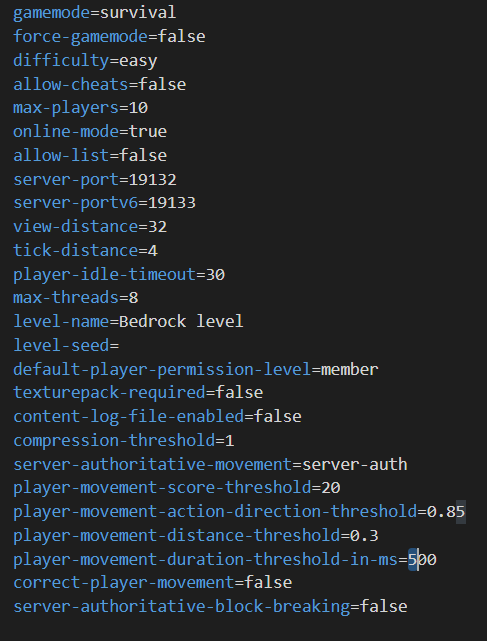 gamemode=survival
force-gamemode=false
difficulty=easy
allow-cheats=false
max-players=10
online-mode=true
allow-list=false
server-port=19132
server-portv6=19133
view-distance=32
tick-distance=4
player-idle-timeout=30
max-threads=8
level-name=Bedrock level
level-seed=
default-player-permission-level=member
texturepack-required=false
content-log-file-enabled=false
compression-threshold=1
server-authoritative-movement=server-auth
player-movement-score-threshold=20
player-movement-action-direction-threshold=0.85
player-movement-distance-threshold=0.3
player-movement-duration-threshold-in-ms=500
correct-player-movement=false
server-authoritative-block-breaking=false